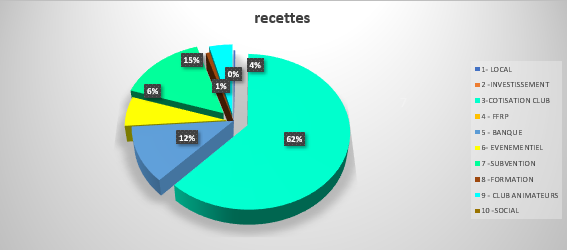 recettes
15%
0%
4%
1%
6%
12%
62%
1- LOCAL
2 -INVESTISSEMENT
3-COTISATION CLUB
4 - FFRP
5 - BANQUE
6- EVENEMENTIEL
7 -SUBVENTION
8 -FORMATION
9 - CLUB ANIMATEURS
10 -SOCIAL